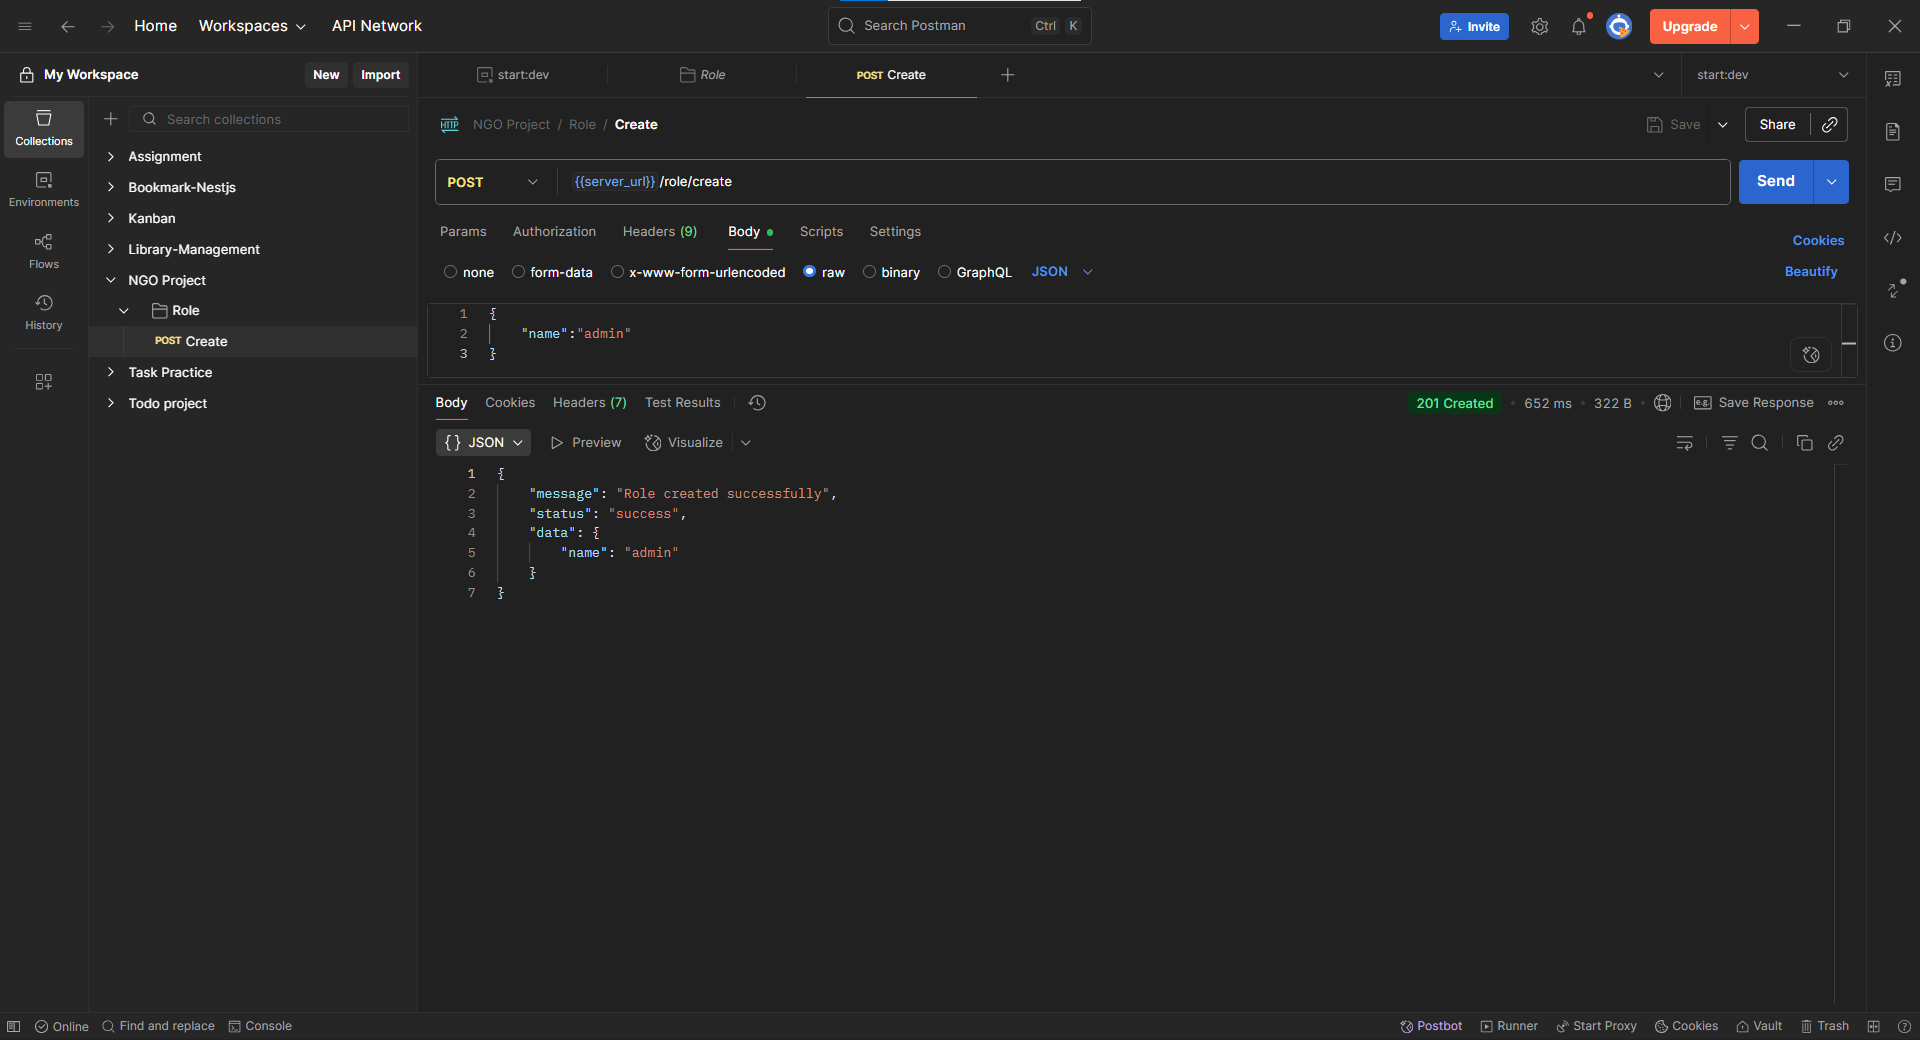 Home Workspaces API Network Search Postman Ctrl K Invite Upgrade
My Workspace New Import start:dev Role POST Create start:dev
Collections
Environments
Flows
History
Search collections
Assignment
Bookmark-Nestjs
Kanban
Library-Management
NGO Project
Role
POST Create
Task Practice
Todo project
HTTP NGO Project / Role / Create Save Share
POST {{server_url}} /role/create Send
Params Authorization Headers (9) Body Scripts Settings Cookies
none form-data x-www-form-urlencoded raw binary GraphQL JSON Beautify
1 {
2 "name":"admin"
3 }
Body Cookies Headers (7) Test Results 201 Created 652 ms 322 B e.g. Save Response
{} JSON Preview Visualize
1 {
2 "message": "Role created successfully",
3 "status": "success",
4 "data": {
5 "name": "admin"
6 }
7 }
Online Find and replace Console Postbot Runner Start Proxy Cookies Vault Trash